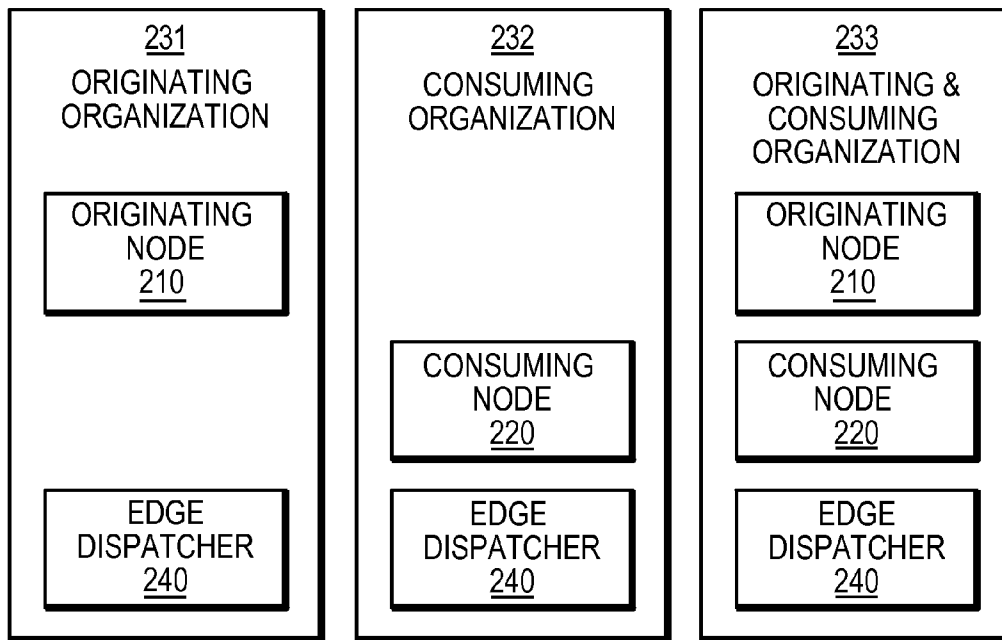 231
ORIGINATING
ORGANIZATION
ORIGINATING
NODE
210
EDGE
DISPATCHER
240
232
CONSUMING
ORGANIZATION
CONSUMING
NODE
220
EDGE
DISPATCHER
240
233
ORIGINATING &
CONSUMING
ORGANIZATION
ORIGINATING
NODE
210
CONSUMING
NODE
220
EDGE
DISPATCHER
240